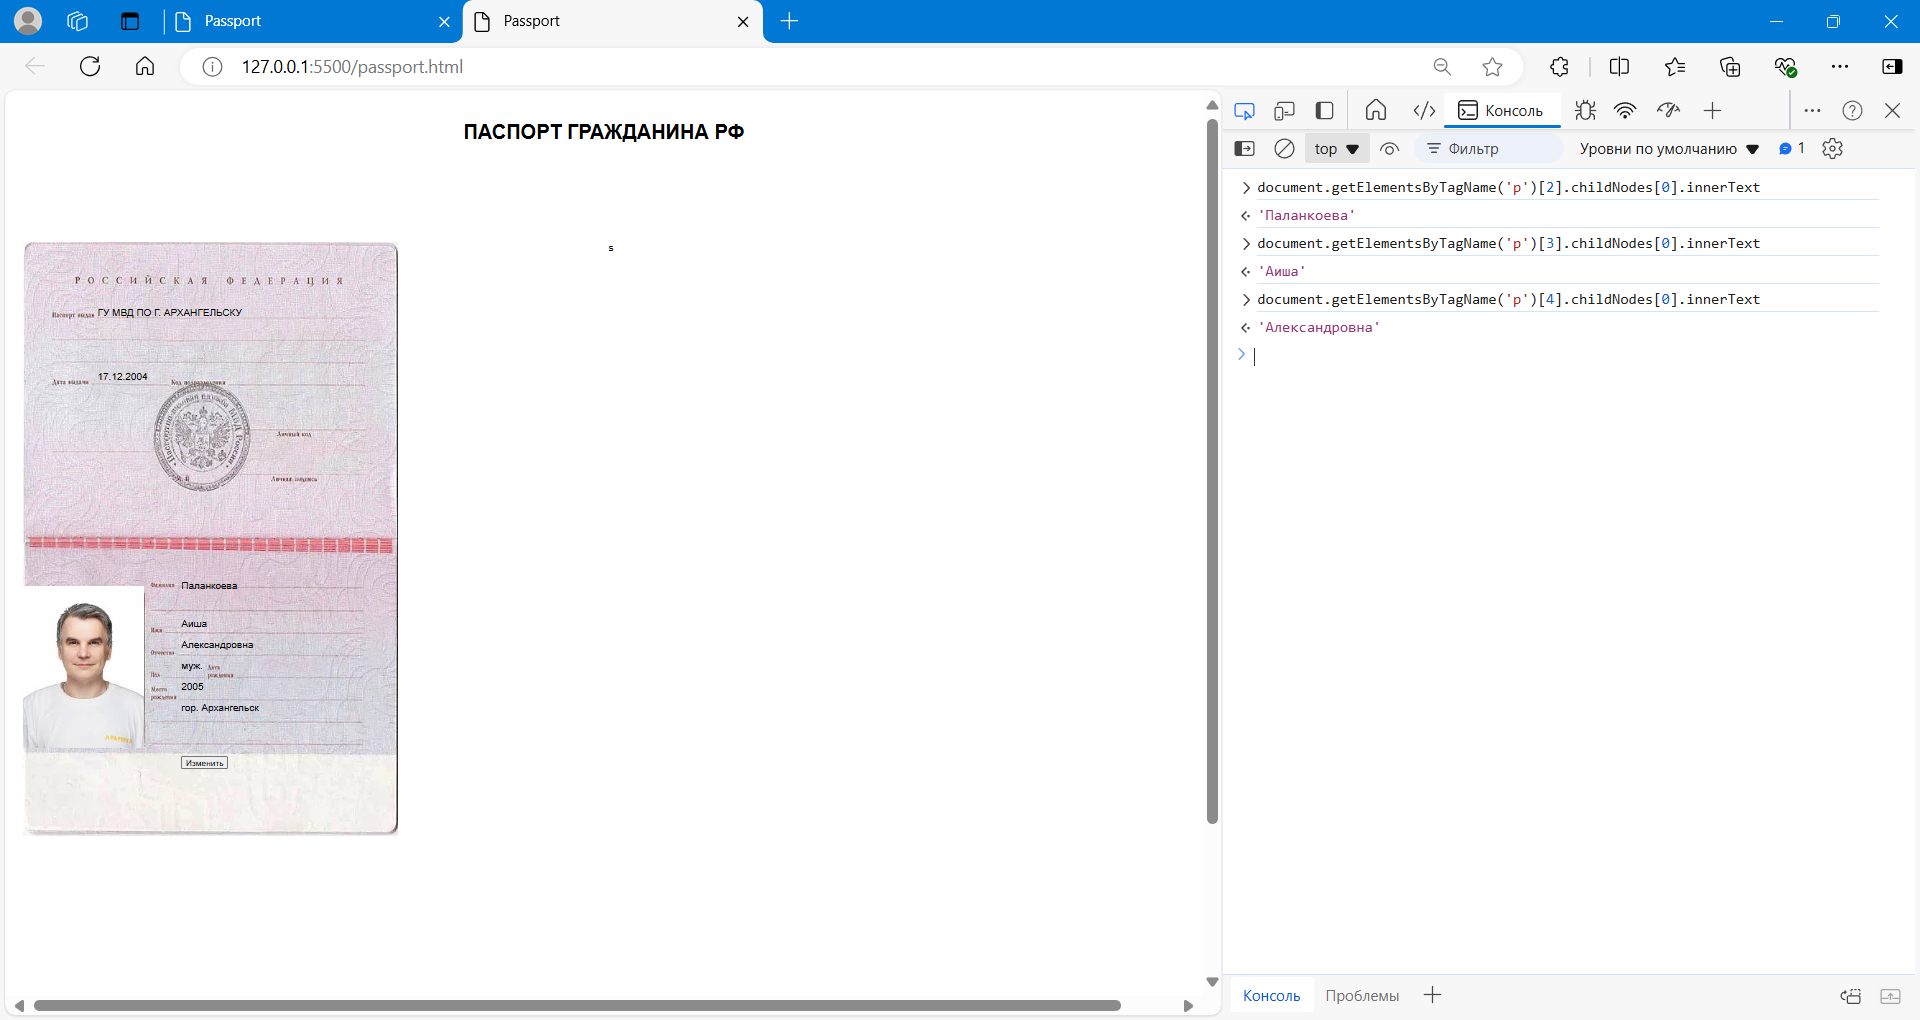 Passport
Passport
127.0.0.1:5500/passport.html
ПАСПОРТ ГРАЖДАНИНА РФ
s
РОССИЙСКАЯ ФЕДЕРАЦИЯ
Паспорт выдан ГУ МВД ПО Г. АРХАНГЕЛЬСКУ
Дата выдачи 17.12.2004 Код подразделения
Личный код
Личная подпись
Фамилия Паланкоева
Имя Аиша
Отчество Александровна
Пол муж. Дата рождения
Место рождения 2005
гор. Архангельск
Изменить
Консоль
top
Фильтр
Уровни по умолчанию
1
document.getElementsByTagName('p')[2].childNodes[0].innerText
'Паланкоева'
document.getElementsByTagName('p')[3].childNodes[0].innerText
'Аиша'
document.getElementsByTagName('p')[4].childNodes[0].innerText
'Александровна'
Консоль Проблемы